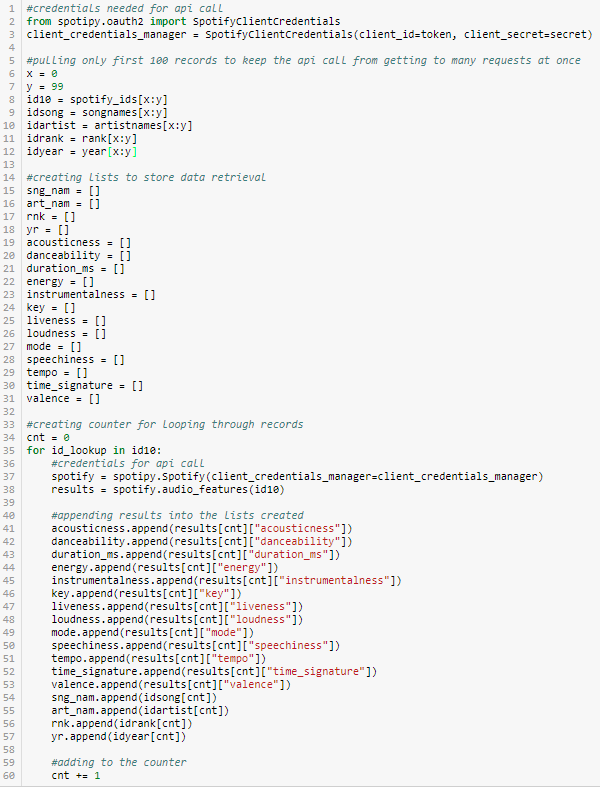 1 #credentials needed for api call
2 from spotipy.oauth2 import SpotifyClientCredentials
3 client_credentials_manager = SpotifyClientCredentials(client_id=token, client_secret=secret)
4
5 #pulling only first 100 records to keep the api call from getting to many requests at once
6 x = 0
7 y = 99
8 id10 = spotify_ids[x:y]
9 idsong = songnames[x:y]
10 idartist = artistnames[x:y]
11 idrank = rank[x:y]
12 idyear = year[x:y]
13
14 #creating lists to store data retrieval
15 sng_nam = []
16 art_nam = []
17 rnk = []
18 yr = []
19 acousticness = []
20 danceability = []
21 duration_ms = []
22 energy = []
23 instrumentalness = []
24 key = []
25 liveness = []
26 loudness = []
27 mode = []
28 speechiness = []
29 tempo = []
30 time_signature = []
31 valence = []
32
33 #creating counter for looping through records
34 cnt = 0
35 for id_lookup in id10:
36     #credentials for api call
37     spotify = spotipy.Spotify(client_credentials_manager=client_credentials_manager)
38     results = spotify.audio_features(id10)
39
40     #appending results into the lists created
41     acousticness.append(results[cnt]["acousticness"])
42     danceability.append(results[cnt]["danceability"])
43     duration_ms.append(results[cnt]["duration_ms"])
44     energy.append(results[cnt]["energy"])
45     instrumentalness.append(results[cnt]["instrumentalness"])
46     key.append(results[cnt]["key"])
47     liveness.append(results[cnt]["liveness"])
48     loudness.append(results[cnt]["loudness"])
49     mode.append(results[cnt]["mode"])
50     speechiness.append(results[cnt]["speechiness"])
51     tempo.append(results[cnt]["tempo"])
52     time_signature.append(results[cnt]["time_signature"])
53     valence.append(results[cnt]["valence"])
54     sng_nam.append(idsong[cnt])
55     art_nam.append(idartist[cnt])
56     rnk.append(idrank[cnt])
57     yr.append(idyear[cnt])
58
59     #adding to the counter
60     cnt += 1